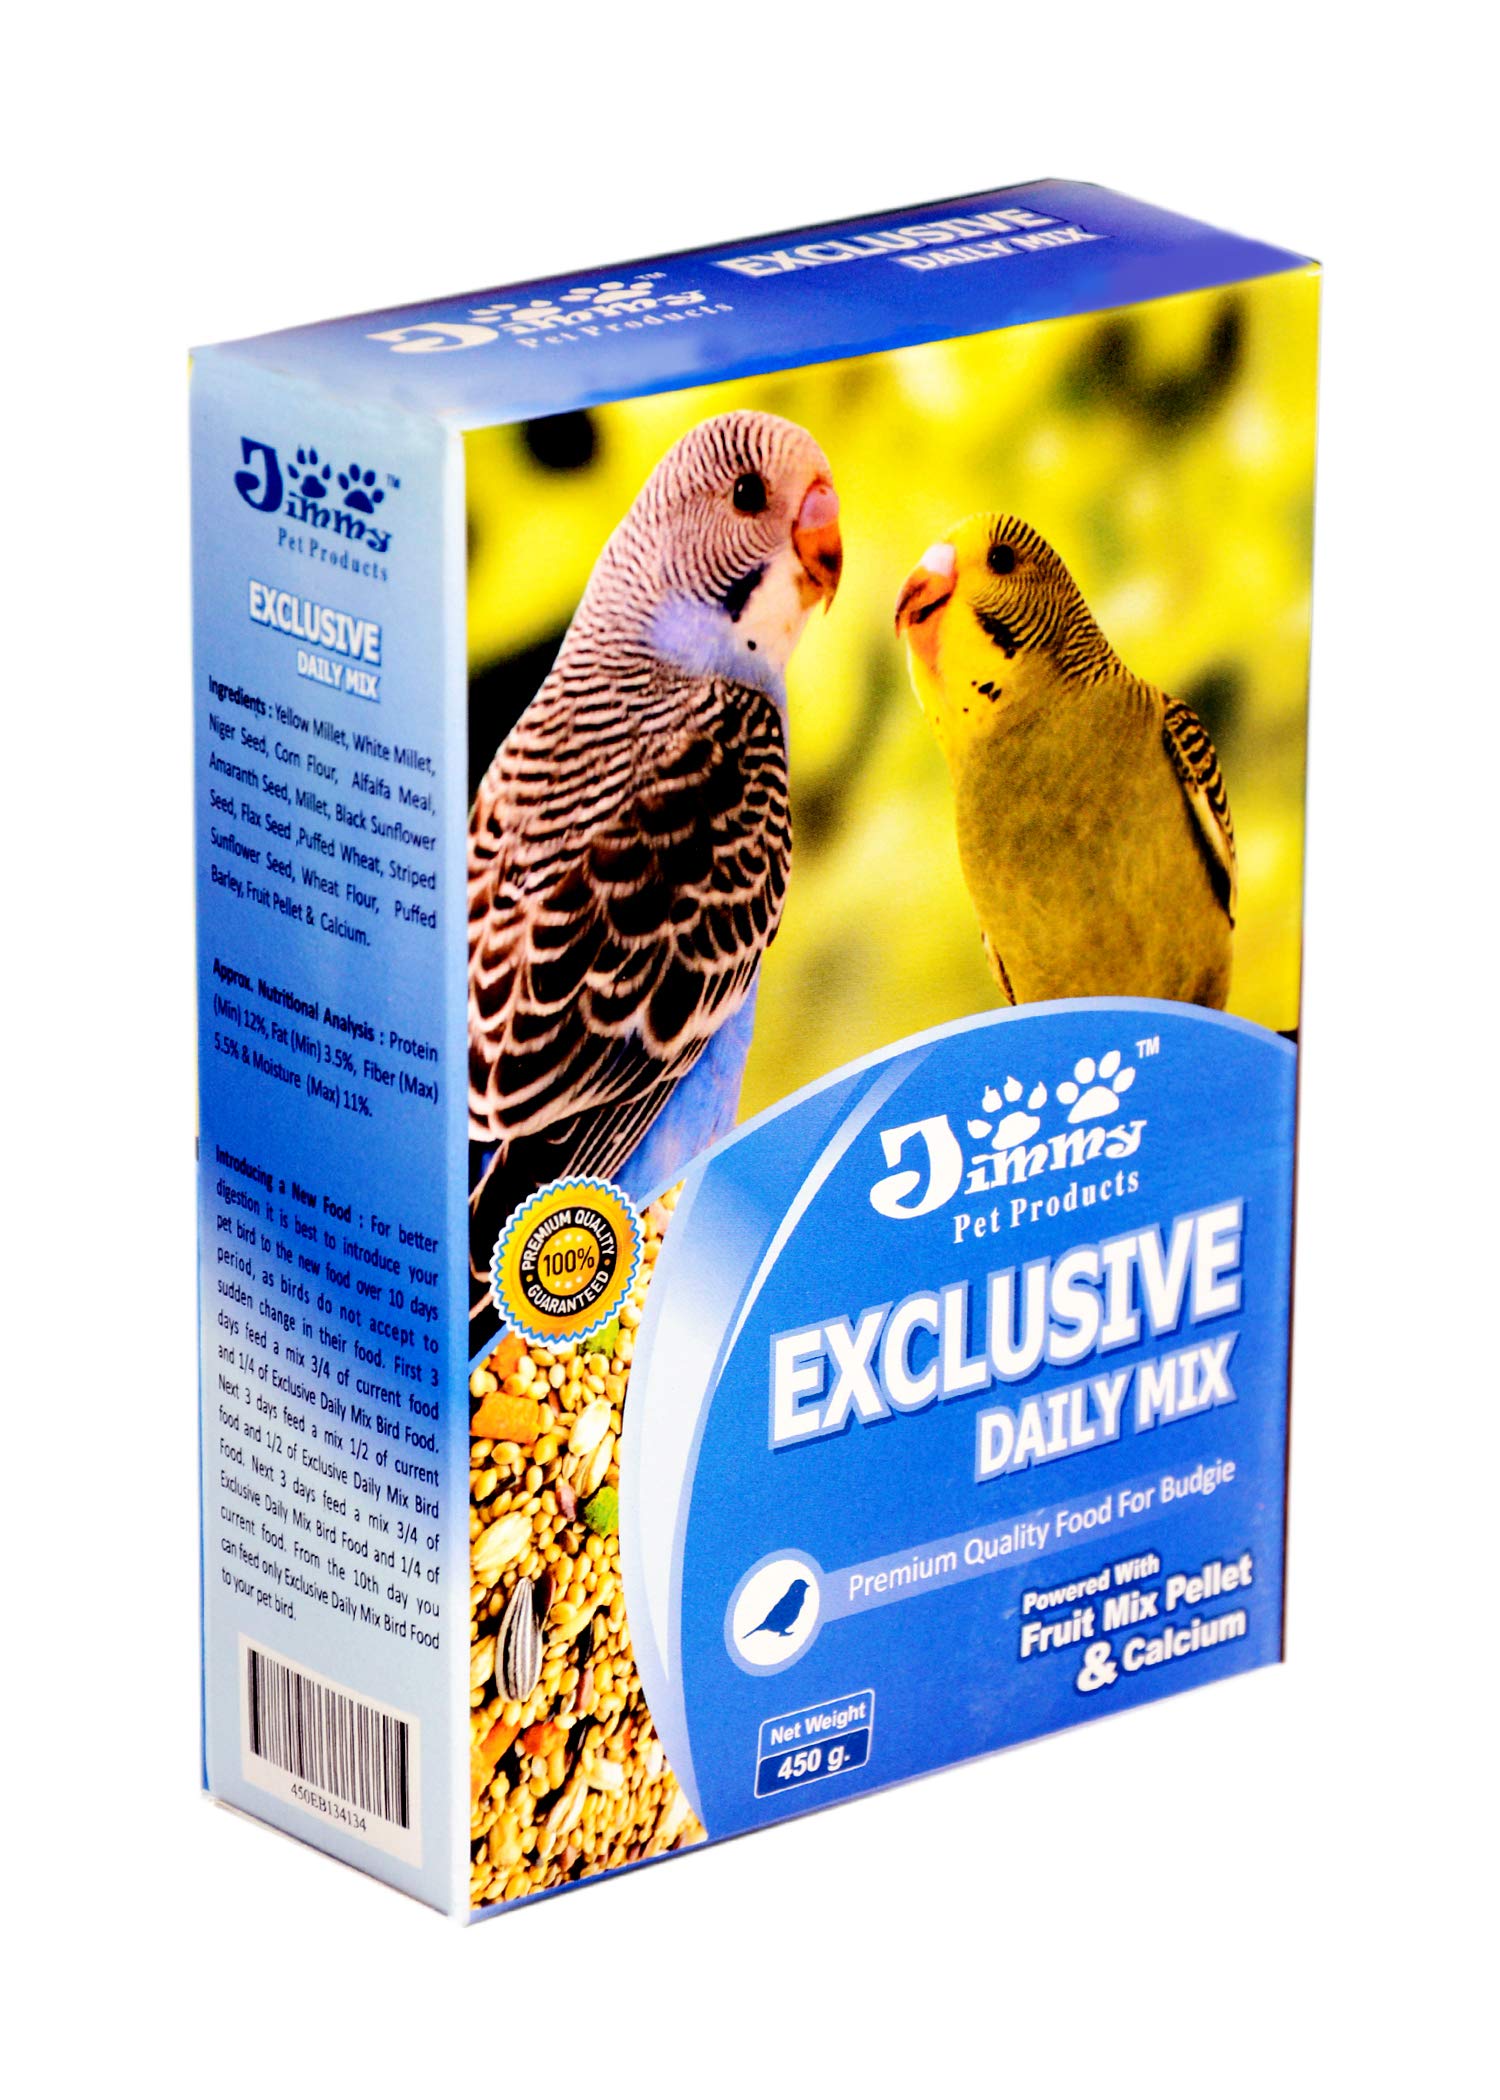 Jimmy TM
Pet Products
EXCLUSIVE
DAILY MIX
Jimmy TM
Pet Products
EXCLUSIVE
DAILY MIX
Ingredients : Yellow Millet, White Millet,
Niger Seed, Corn Flour, Alfalfa Meal,
Amaranth Seed, Millet, Black Sunflower
Seed, Flax Seed ,Puffed Wheat, Striped
Sunflower Seed, Wheat Flour, Puffed
Barley, Fruit Pellet & Calcium.
Approx. Nutritional Analysis : Protein
(Min) 12%, Fat (Min) 3.5%, Fiber (Max)
5.5% & Moisture (Max) 11%.
Introducing a New Food : For better
digestion it is best to introduce your
pet bird to the new food over 10 days
period, as birds do not accept to
sudden change in their food. First 3
days feed a mix 3/4 of current food
and 1/4 of Exclusive Daily Mix Bird Food.
Next 3 days feed a mix 1/2 of current
food and 1/2 of Exclusive Daily Mix Bird
Food. Next 3 days feed a mix 3/4 of
Exclusive Daily Mix Bird Food and 1/4 of
current food. From the 10th day you
can feed only Exclusive Daily Mix Bird Food
to your pet bird.
450EB134134
PREMIUM QUALITY
100%
GUARANTEED
Jimmy TM
Pet Products
EXCLUSIVE
DAILY MIX
Premium Quality Food For Budgie
Powered With
Fruit Mix Pellet
& Calcium
Net Weight
450 g.